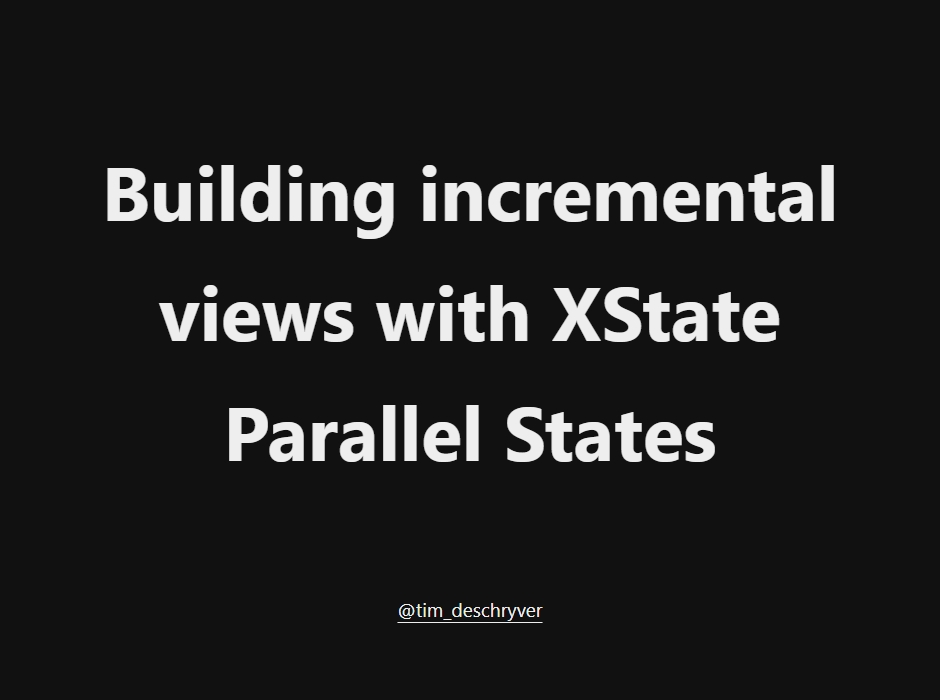 Building incremental
views with XState
Parallel States
@tim_deschryver